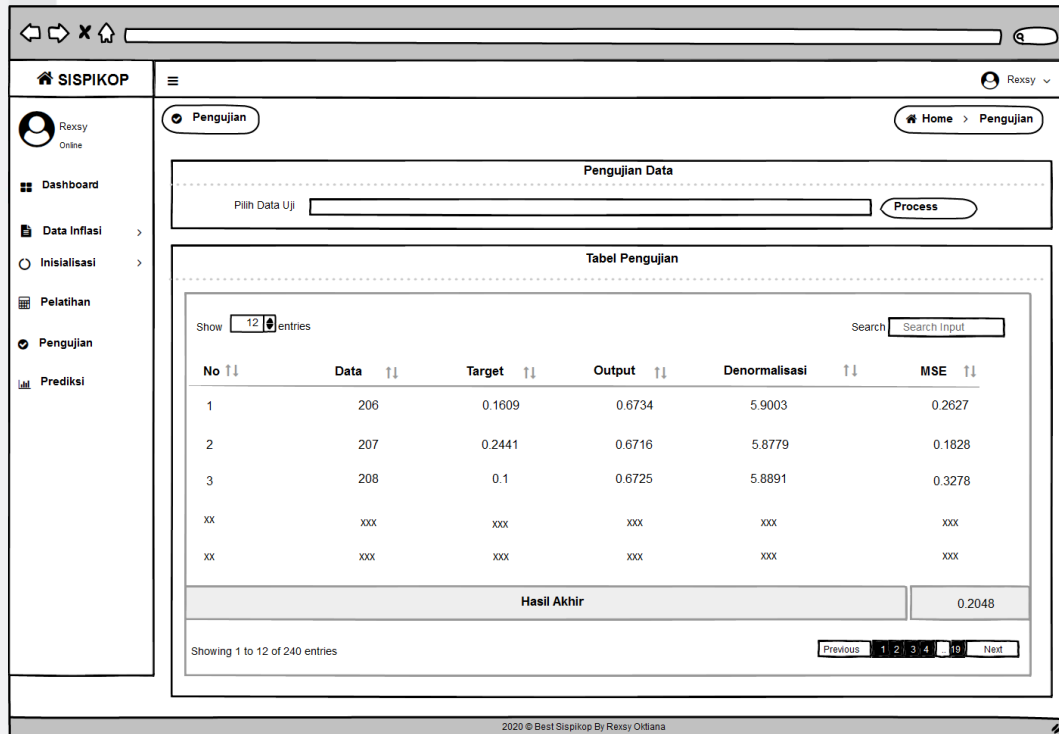 SISPIKOP
Rexsy
Rexsy
Online
Dashboard
Data Inflasi
Inisialisasi
Pelatihan
Pengujian
Prediksi
Pengujian
Home > Pengujian
Pengujian Data
Pilih Data Uji
Process
Tabel Pengujian
Show 12 entries
Search Search Input
No Data Target Output Denormalisasi MSE
1 206 0.1609 0.6734 5.9003 0.2627
2 207 0.2441 0.6716 5.8779 0.1828
3 208 0.1 0.6725 5.8891 0.3278
xx xxx xxx xxx xxx xxx
xx xxx xxx xxx xxx xxx
Hasil Akhir 0.2048
Showing 1 to 12 of 240 entries
Previous 1 2 3 4 .. 19 Next
2020 © Best Sispikop By Rexsy Oktiana